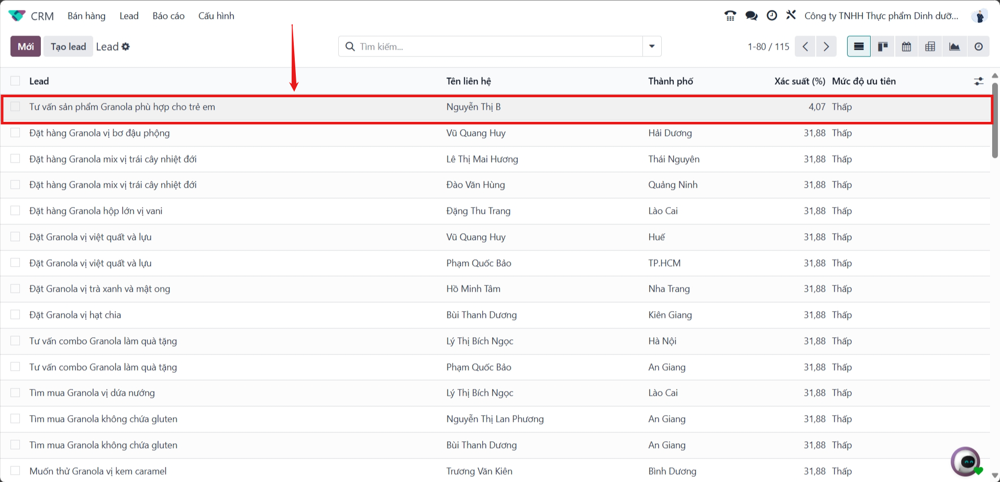 CRM Bán hàng Lead Báo cáo Cấu hình Công ty TNHH Thực phẩm Dinh dưỡ...
Mới Tạo lead Lead Tìm kiếm... 1-80 / 115
Lead Tên liên hệ Thành phố Xác suất (%) Mức độ ưu tiên
Tư vấn sản phẩm Granola phù hợp cho trẻ em Nguyễn Thị B 4,07 Thấp
Đặt hàng Granola vị bơ đậu phộng Vũ Quang Huy Hải Dương 31,88 Thấp
Đặt hàng Granola mix vị trái cây nhiệt đới Lê Thị Mai Hương Thái Nguyên 31,88 Thấp
Đặt hàng Granola mix vị trái cây nhiệt đới Đào Văn Hùng Quảng Ninh 31,88 Thấp
Đặt hàng Granola hộp lớn vị vani Đặng Thu Trang Lào Cai 31,88 Thấp
Đặt Granola vị việt quất và lựu Vũ Quang Huy Huế 31,88 Thấp
Đặt Granola vị việt quất và lựu Phạm Quốc Bảo TP.HCM 31,88 Thấp
Đặt Granola vị trà xanh và mật ong Hồ Minh Tâm Nha Trang 31,88 Thấp
Đặt Granola vị hạt chia Bùi Thanh Dương Kiên Giang 31,88 Thấp
Tư vấn combo Granola làm quà tặng Lý Thị Bích Ngọc Hà Nội 31,88 Thấp
Tư vấn combo Granola làm quà tặng Phạm Quốc Bảo An Giang 31,88 Thấp
Tìm mua Granola vị dứa nướng Lý Thị Bích Ngọc Lào Cai 31,88 Thấp
Tìm mua Granola không chứa gluten Nguyễn Thị Lan Phương An Giang 31,88 Thấp
Tìm mua Granola không chứa gluten Bùi Thanh Dương An Giang 31,88 Thấp
Muốn thử Granola vị kem caramel Trương Văn Kiên Bình Dương 31,88 Thấp